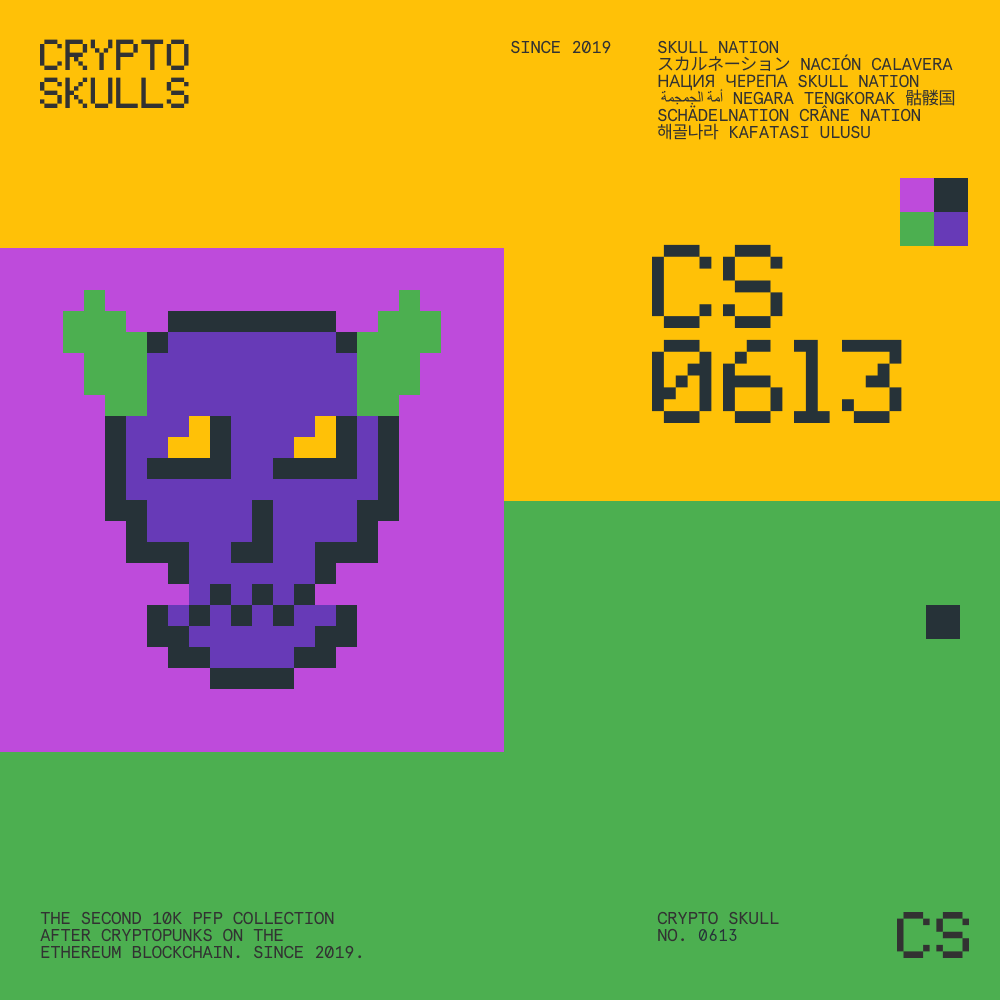 CRYPTO
SKULLS
SINCE 2019
SKULL NATION
スカルネーション NACIÓN CALAVERA
НАЦИЯ ЧЕРЕПА SKULL NATION
أمة الجمجمة NEGARA TENGKORAK 骷髅国
SCHÄDELNATION CRÂNE NATION
해골나라 KAFATASI ULUSU
CS
0613
THE SECOND 10K PFP COLLECTION
AFTER CRYPTOPUNKS ON THE
ETHEREUM BLOCKCHAIN. SINCE 2019.
CRYPTO SKULL
NO. 0613
CS